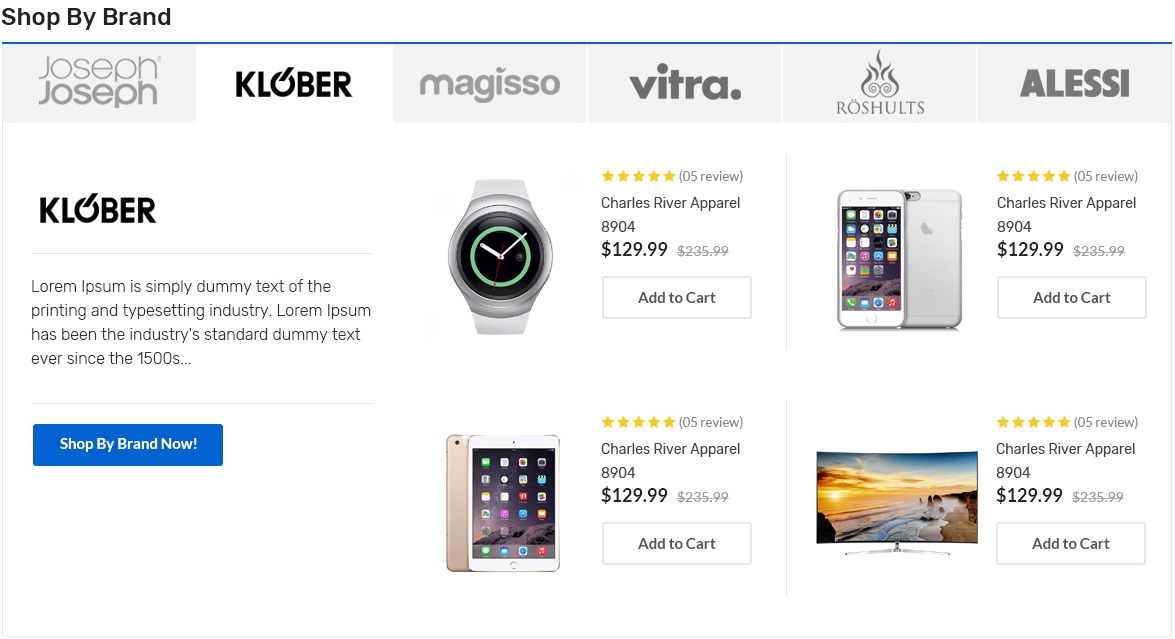 Shop By Brand
Joseph
Joseph
KLÓBER
magisso
vitra.
RÖSHULTS
ALESSI
KLÓBER
Lorem Ipsum is simply dummy text of the
printing and typesetting industry. Lorem Ipsum
has been the industry's standard dummy text
ever since the 1500s...
Shop By Brand Now!
(05 review)
Charles River Apparel
8904
$129.99 $235.99
Add to Cart
(05 review)
Charles River Apparel
8904
$129.99 $235.99
Add to Cart
(05 review)
Charles River Apparel
8904
$129.99 $235.99
Add to Cart
(05 review)
Charles River Apparel
8904
$129.99 $235.99
Add to Cart